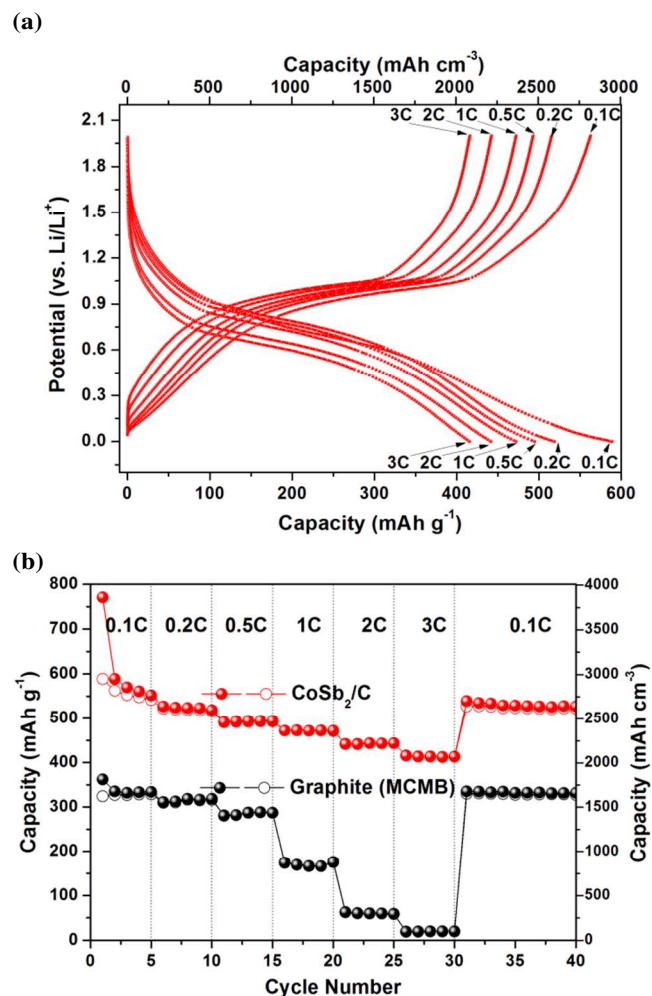 (a)
Capacity (mAh cm⁻³)
0 500 1000 1500 2000 2500 3000
3C 2C 1C 0.5C 0.2C 0.1C
2.1
1.8
1.5
1.2
0.9
0.6
0.3
0.0
Potential (vs. Li/Li⁺)
3C 2C 1C 0.5C 0.2C 0.1C
0 100 200 300 400 500 600
Capacity (mAh g⁻¹)
(b)
800 4000
700 3500
600 3000
500 2500
400 2000
300 1500
200 1000
100 500
0 0
Capacity (mAh g⁻¹)
Capacity (mAh cm⁻³)
0.1C 0.2C 0.5C 1C 2C 3C 0.1C
CoSb₂/C
Graphite (MCMB)
0 5 10 15 20 25 30 35 40
Cycle Number